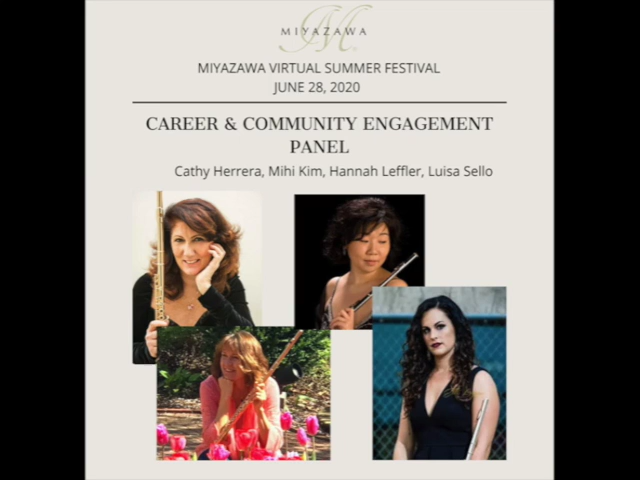 MIYAZAWA
MIYAZAWA VIRTUAL SUMMER FESTIVAL
JUNE 28, 2020
CAREER & COMMUNITY ENGAGEMENT
PANEL
Cathy Herrera, Mihi Kim, Hannah Leffler, Luisa Sello